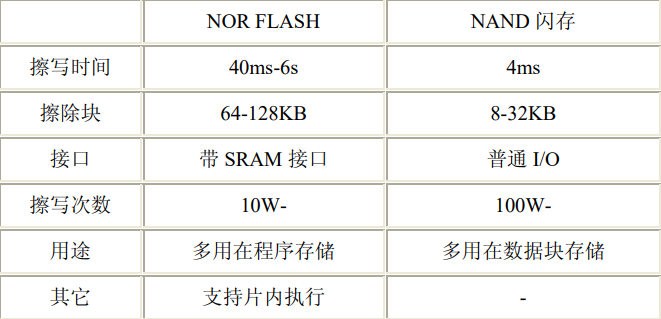 NOR FLASH NAND 闪存
擦写时间 40ms-6s 4ms
擦除块 64-128KB 8-32KB
接口 带 SRAM 接口 普通 I/O
擦写次数 10W- 100W-
用途 多用在程序存储 多用在数据块存储
其它 支持片内执行 -